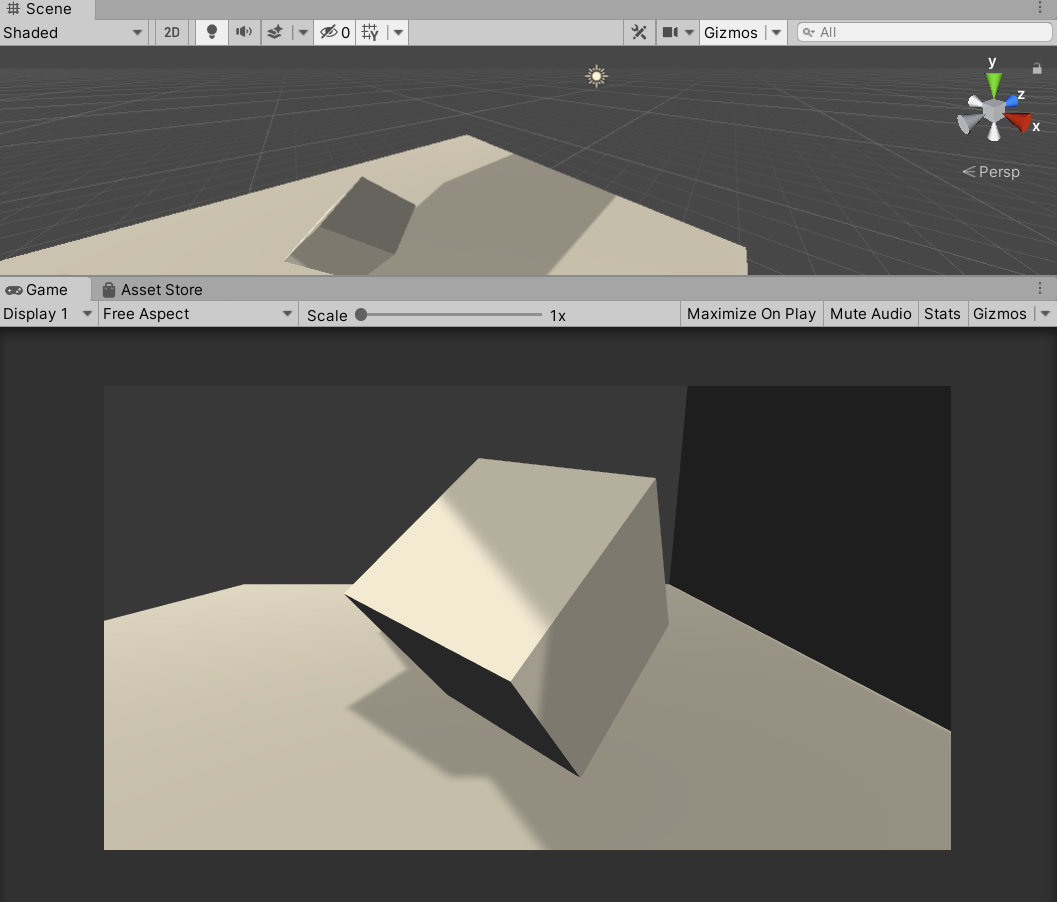 Scene
Shaded 2D 0 Gizmos All
y
z
x
Persp
Game Asset Store
Display 1 Free Aspect Scale 1x Maximize On Play Mute Audio Stats Gizmos